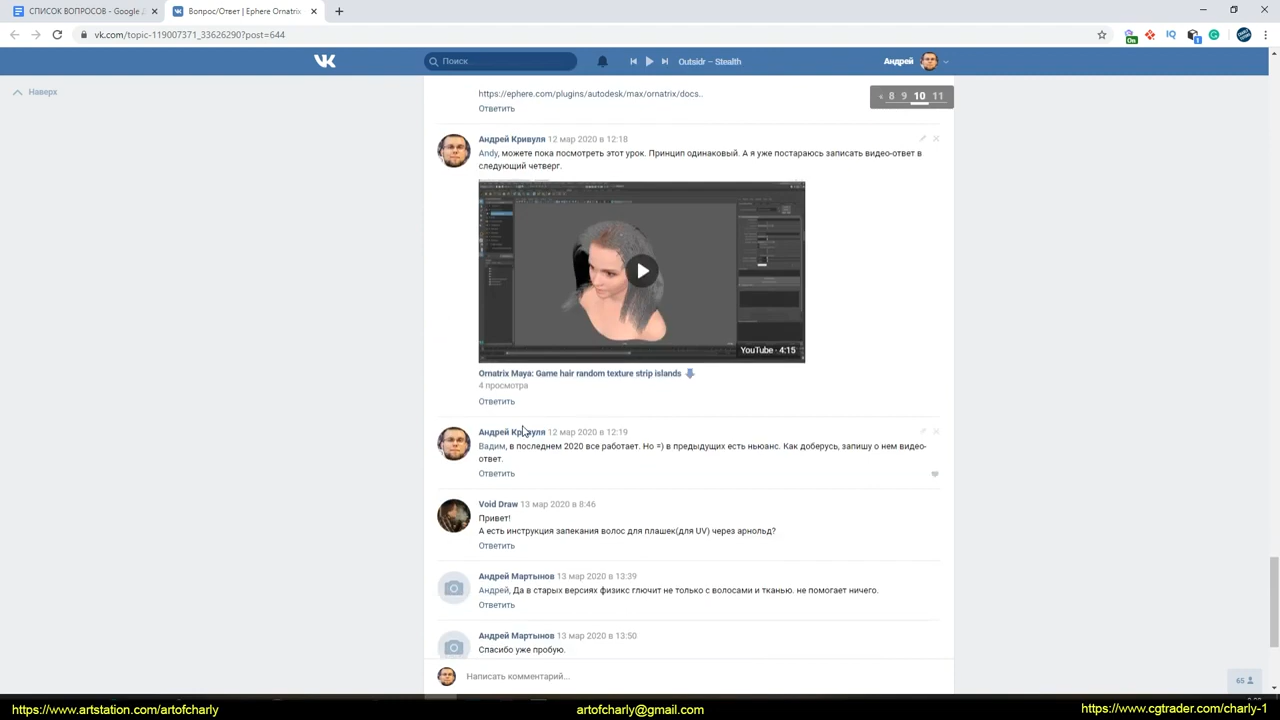 СПИСОК ВОПРОСОВ - Google Д
Вопрос/Ответ | Ephere Ornatrix
vk.com/topic-119007371_33626290?post=644
Поиск
Outsidr – Stealth
Андрей
Наверх
8 9 10 11
https://ephere.com/plugins/autodesk/max/ornatrix/docs..
Ответить
Андрей Кривуля 12 мар 2020 в 12:18
Andy, можете пока посмотреть этот урок. Принцип одинаковый. А я уже постараюсь записать видео-ответ в
следующий четверг.
YouTube · 4:15
Ornatrix Maya: Game hair random texture strip islands
4 просмотра
Ответить
Андрей Кривуля 12 мар 2020 в 12:19
Вадим, в последнем 2020 все работает. Но =) в предыдущих есть ньюанс. Как доберусь, запишу о нем видео-
ответ.
Ответить
Void Draw 13 мар 2020 в 8:46
Привет!
А есть инструкция запекания волос для плашек(для UV) через арнольд?
Ответить
Андрей Мартынов 13 мар 2020 в 13:39
Андрей, Да в старых версиях физикс глючит не только с волосами и тканью. не помогает ничего.
Ответить
Андрей Мартынов 13 мар 2020 в 13:50
Спасибо уже пробую.
Написать комментарий...
65
https://www.artstation.com/artofcharly
artofcharly@gmail.com
https://www.cgtrader.com/charly-1